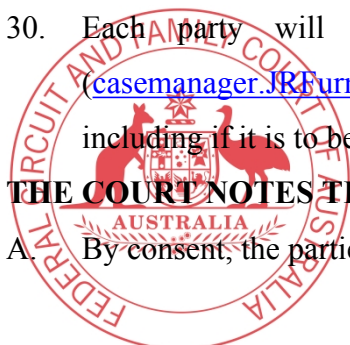 30. Each party will
(casemanager.JRFurn
including if it is to be
THE COURT NOTES T
A. By consent, the partie
FEDERAL CIRCUIT AND FAMILY COURT OF
AUSTRALIA